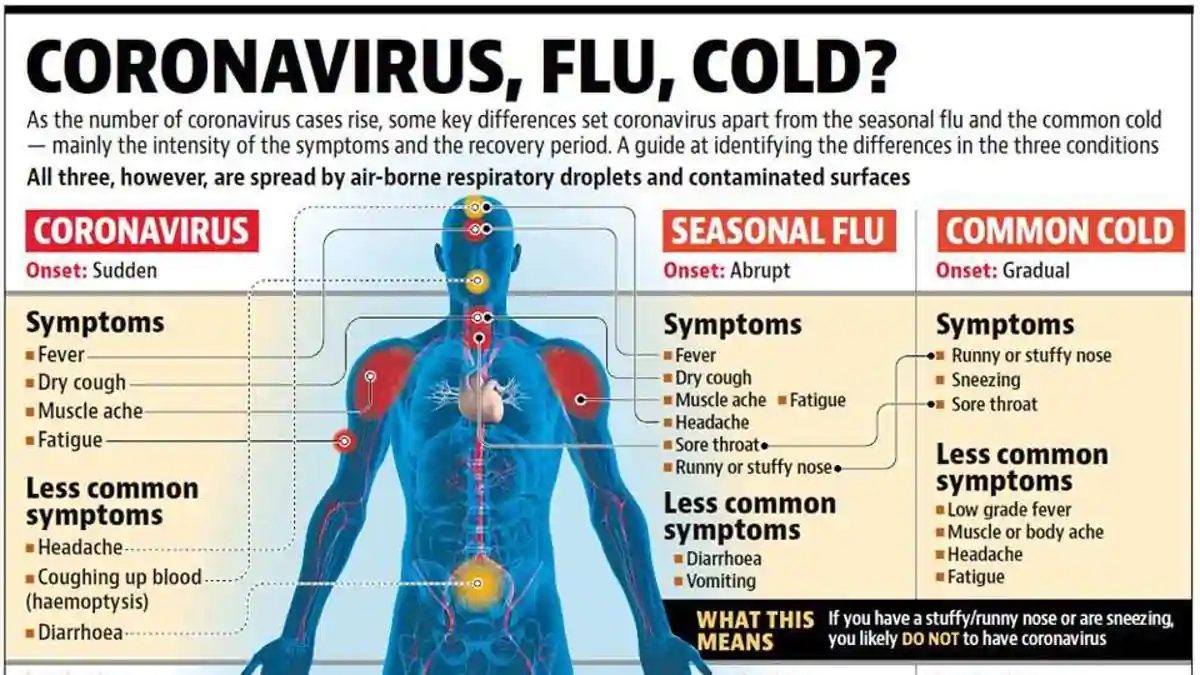 CORONAVIRUS, FLU, COLD?
As the number of coronavirus cases rise, some key differences set coronavirus apart from the seasonal flu and the common cold
— mainly the intensity of the symptoms and the recovery period. A guide at identifying the differences in the three conditions
All three, however, are spread by air-borne respiratory droplets and contaminated surfaces
CORONAVIRUS
Onset: Sudden
Symptoms
Fever
Dry cough
Muscle ache
Fatigue
Less common
symptoms
Headache
Coughing up blood
(haemoptysis)
Diarrhoea
SEASONAL FLU
Onset: Abrupt
Symptoms
Fever
Dry cough
Muscle ache Fatigue
Headache
Sore throat
Runny or stuffy nose
Less common
symptoms
Diarrhoea
Vomiting
COMMON COLD
Onset: Gradual
Symptoms
Runny or stuffy nose
Sneezing
Sore throat
Less common
symptoms
Low grade fever
Muscle or body ache
Headache
Fatigue
WHAT THIS
MEANS
If you have a stuffy/runny nose or are sneezing,
you likely DO NOT to have coronavirus